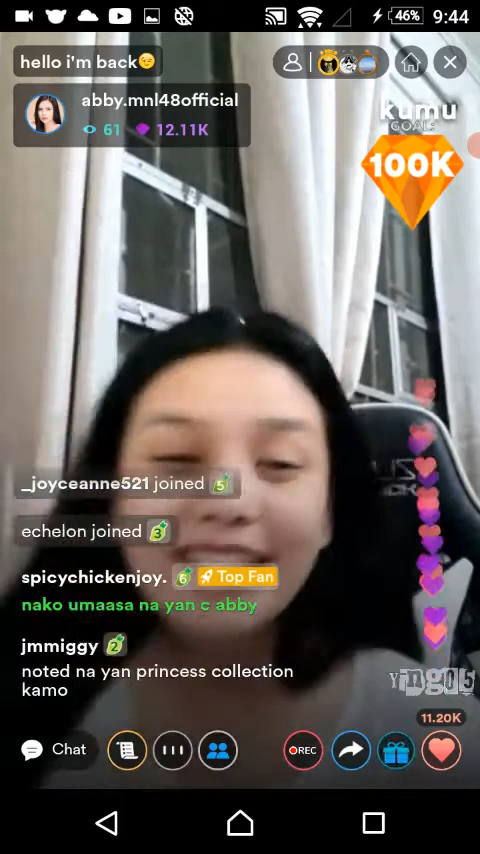 46% 9:44
hello i'm back😉
abby.mnl48official
61 12.11K
kumu
GOAL:
100K
_joyceanne521 joined 5
echelon joined 3
spicychickenjoy. 6 Top Fan
nako umaasa na yan c abby
jmmiggy 2
noted na yan princess collection
kamo
Ying05
11.20K
Chat
REC